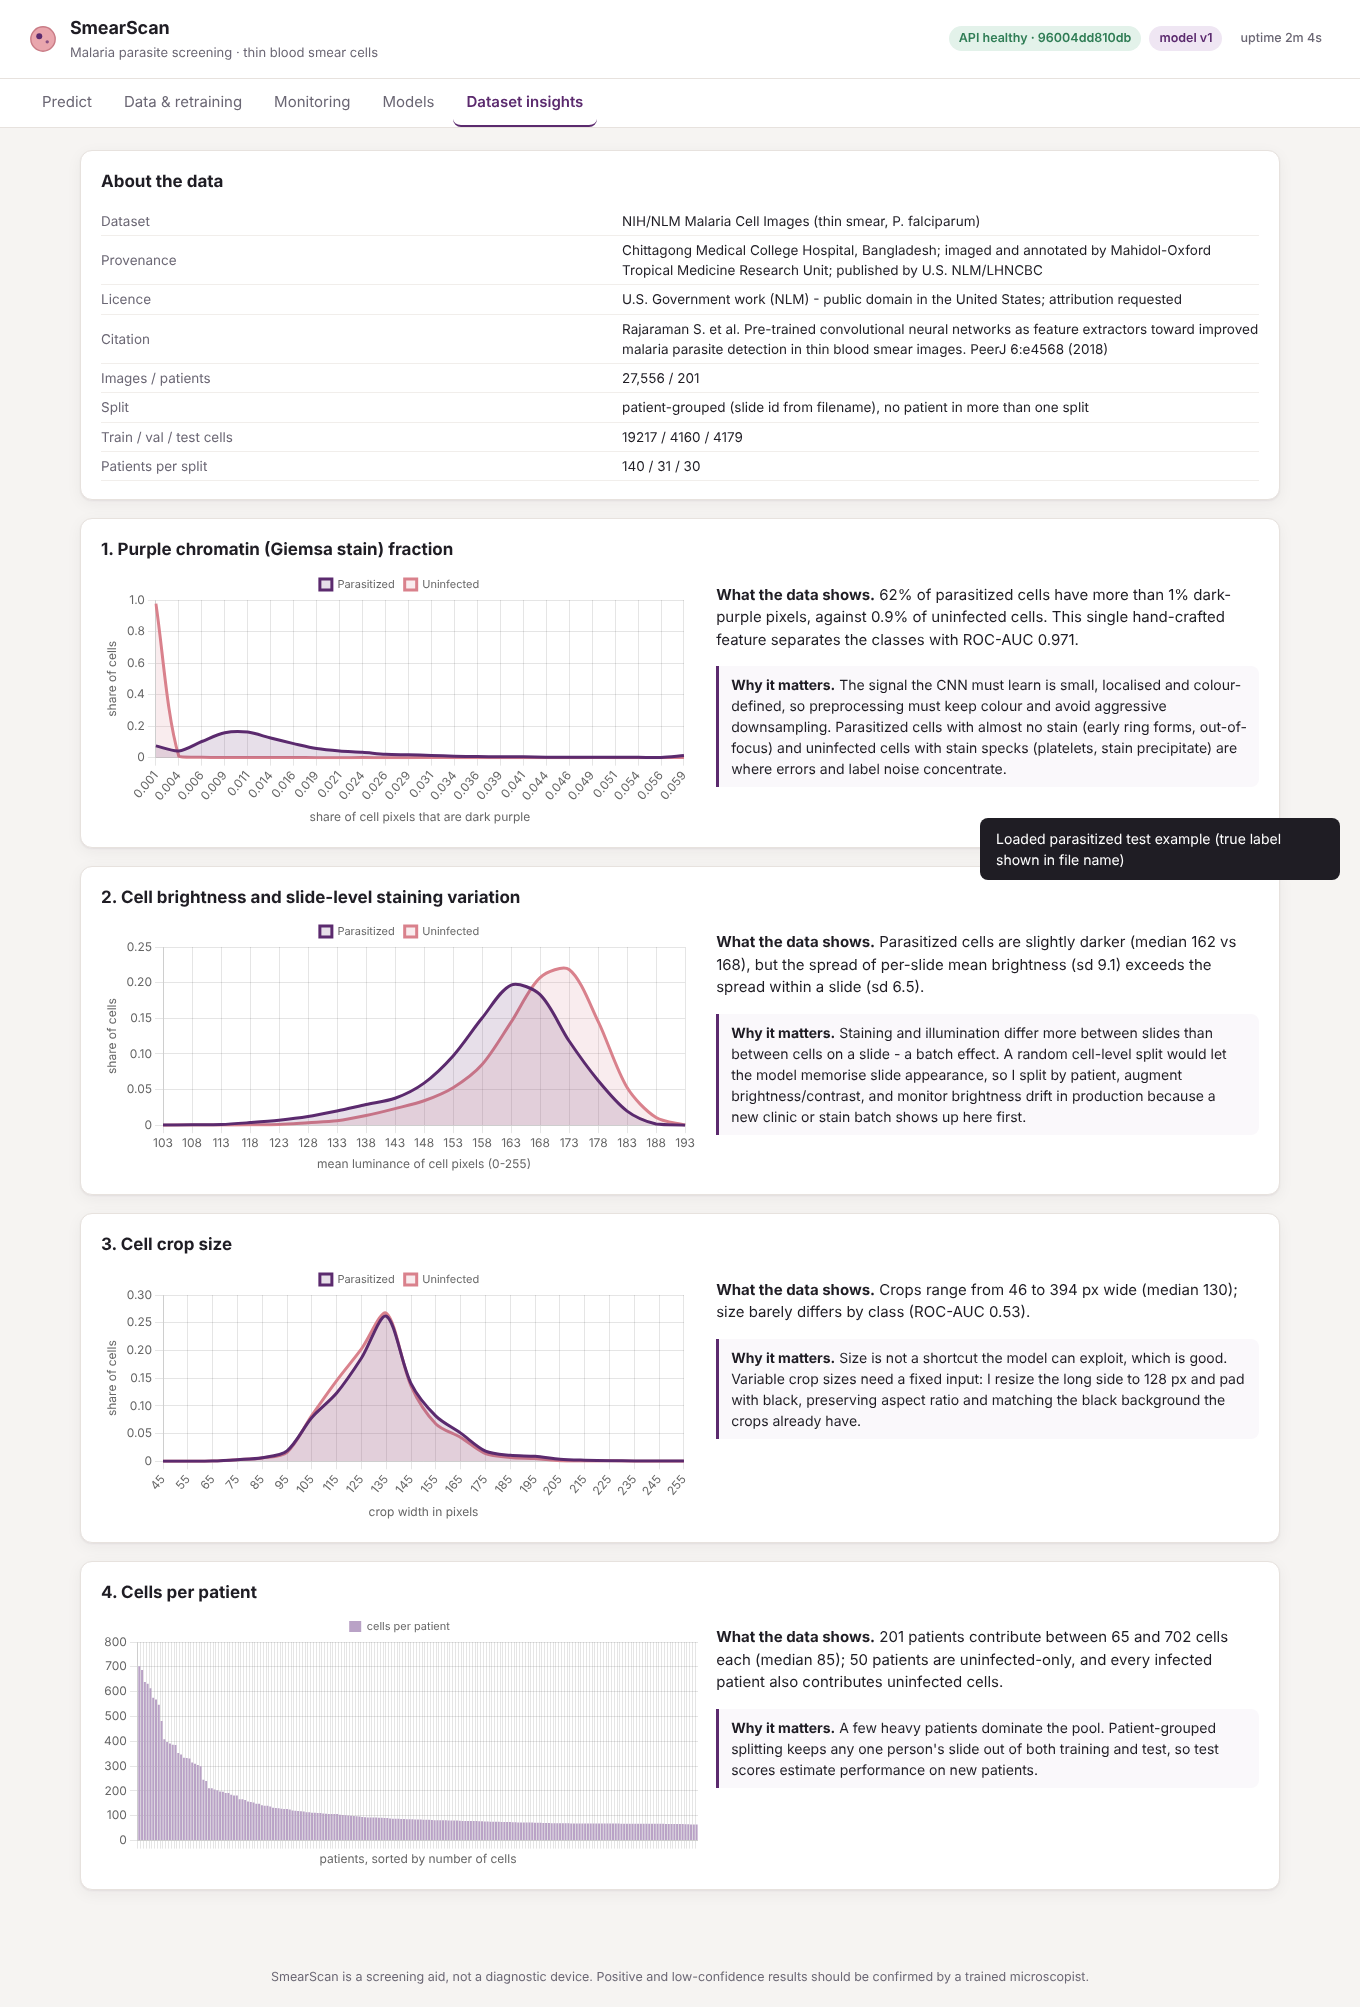 SmearScan
Malaria parasite screening · thin blood smear cells
API healthy · 96004dd810db
model v1
uptime 2m 4s
Predict
Data & retraining
Monitoring
Models
Dataset insights
About the data
Dataset
NIH/NLM Malaria Cell Images (thin smear, P. falciparum)
Provenance
Chittagong Medical College Hospital, Bangladesh; imaged and annotated by Mahidol-Oxford
Tropical Medicine Research Unit; published by U.S. NLM/LHNCBC
Licence
U.S. Government work (NLM) - public domain in the United States; attribution requested
Citation
Rajaraman S. et al. Pre-trained convolutional neural networks as feature extractors toward improved
malaria parasite detection in thin blood smear images. PeerJ 6:e4568 (2018)
Images / patients
27,556 / 201
Split
patient-grouped (slide id from filename), no patient in more than one split
Train / val / test cells
19217 / 4160 / 4179
Patients per split
140 / 31 / 30
1. Purple chromatin (Giemsa stain) fraction
Parasitized
Uninfected
share of cells
1.0
0.8
0.6
0.4
0.2
0
0.001 0.004 0.006 0.009 0.011 0.014 0.016 0.019 0.021 0.024 0.026 0.029 0.031 0.034 0.036 0.039 0.041 0.044 0.046 0.049 0.051 0.054 0.056 0.059
share of cell pixels that are dark purple
What the data shows. 62% of parasitized cells have more than 1% dark-
purple pixels, against 0.9% of uninfected cells. This single hand-crafted
feature separates the classes with ROC-AUC 0.971.
Why it matters. The signal the CNN must learn is small, localised and colour-
defined, so preprocessing must keep colour and avoid aggressive
downsampling. Parasitized cells with almost no stain (early ring forms, out-of-
focus) and uninfected cells with stain specks (platelets, stain precipitate) are
where errors and label noise concentrate.
Loaded parasitized test example (true label
shown in file name)
2. Cell brightness and slide-level staining variation
Parasitized
Uninfected
share of cells
0.25
0.20
0.15
0.10
0.05
0
103 108 113 118 123 128 133 138 143 148 153 158 163 168 173 178 183 188 193
mean luminance of cell pixels (0-255)
What the data shows. Parasitized cells are slightly darker (median 162 vs
168), but the spread of per-slide mean brightness (sd 9.1) exceeds the
spread within a slide (sd 6.5).
Why it matters. Staining and illumination differ more between slides than
between cells on a slide - a batch effect. A random cell-level split would let
the model memorise slide appearance, so I split by patient, augment
brightness/contrast, and monitor brightness drift in production because a
new clinic or stain batch shows up here first.
3. Cell crop size
Parasitized
Uninfected
share of cells
0.30
0.25
0.20
0.15
0.10
0.05
0
45 55 65 75 85 95 105 115 125 135 145 155 165 175 185 195 205 215 225 235 245 255
crop width in pixels
What the data shows. Crops range from 46 to 394 px wide (median 130);
size barely differs by class (ROC-AUC 0.53).
Why it matters. Size is not a shortcut the model can exploit, which is good.
Variable crop sizes need a fixed input: I resize the long side to 128 px and pad
with black, preserving aspect ratio and matching the black background the
crops already have.
4. Cells per patient
cells per patient
800
700
600
500
400
300
200
100
0
patients, sorted by number of cells
What the data shows. 201 patients contribute between 65 and 702 cells
each (median 85); 50 patients are uninfected-only, and every infected
patient also contributes uninfected cells.
Why it matters. A few heavy patients dominate the pool. Patient-grouped
splitting keeps any one person's slide out of both training and test, so test
scores estimate performance on new patients.
SmearScan is a screening aid, not a diagnostic device. Positive and low-confidence results should be confirmed by a trained microscopist.